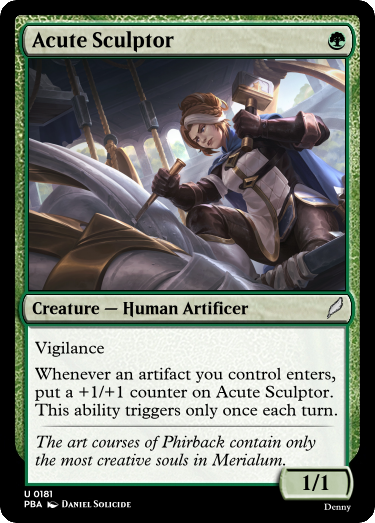 Acute Sculptor
Creature — Human Artificer
Vigilance
Whenever an artifact you control enters,
put a +1/+1 counter on Acute Sculptor.
This ability triggers only once each turn.
The art courses of Phirback contain only
the most creative souls in Merialum.
1/1
U 0181
PBA DANIEL SOLICIDE
Denny